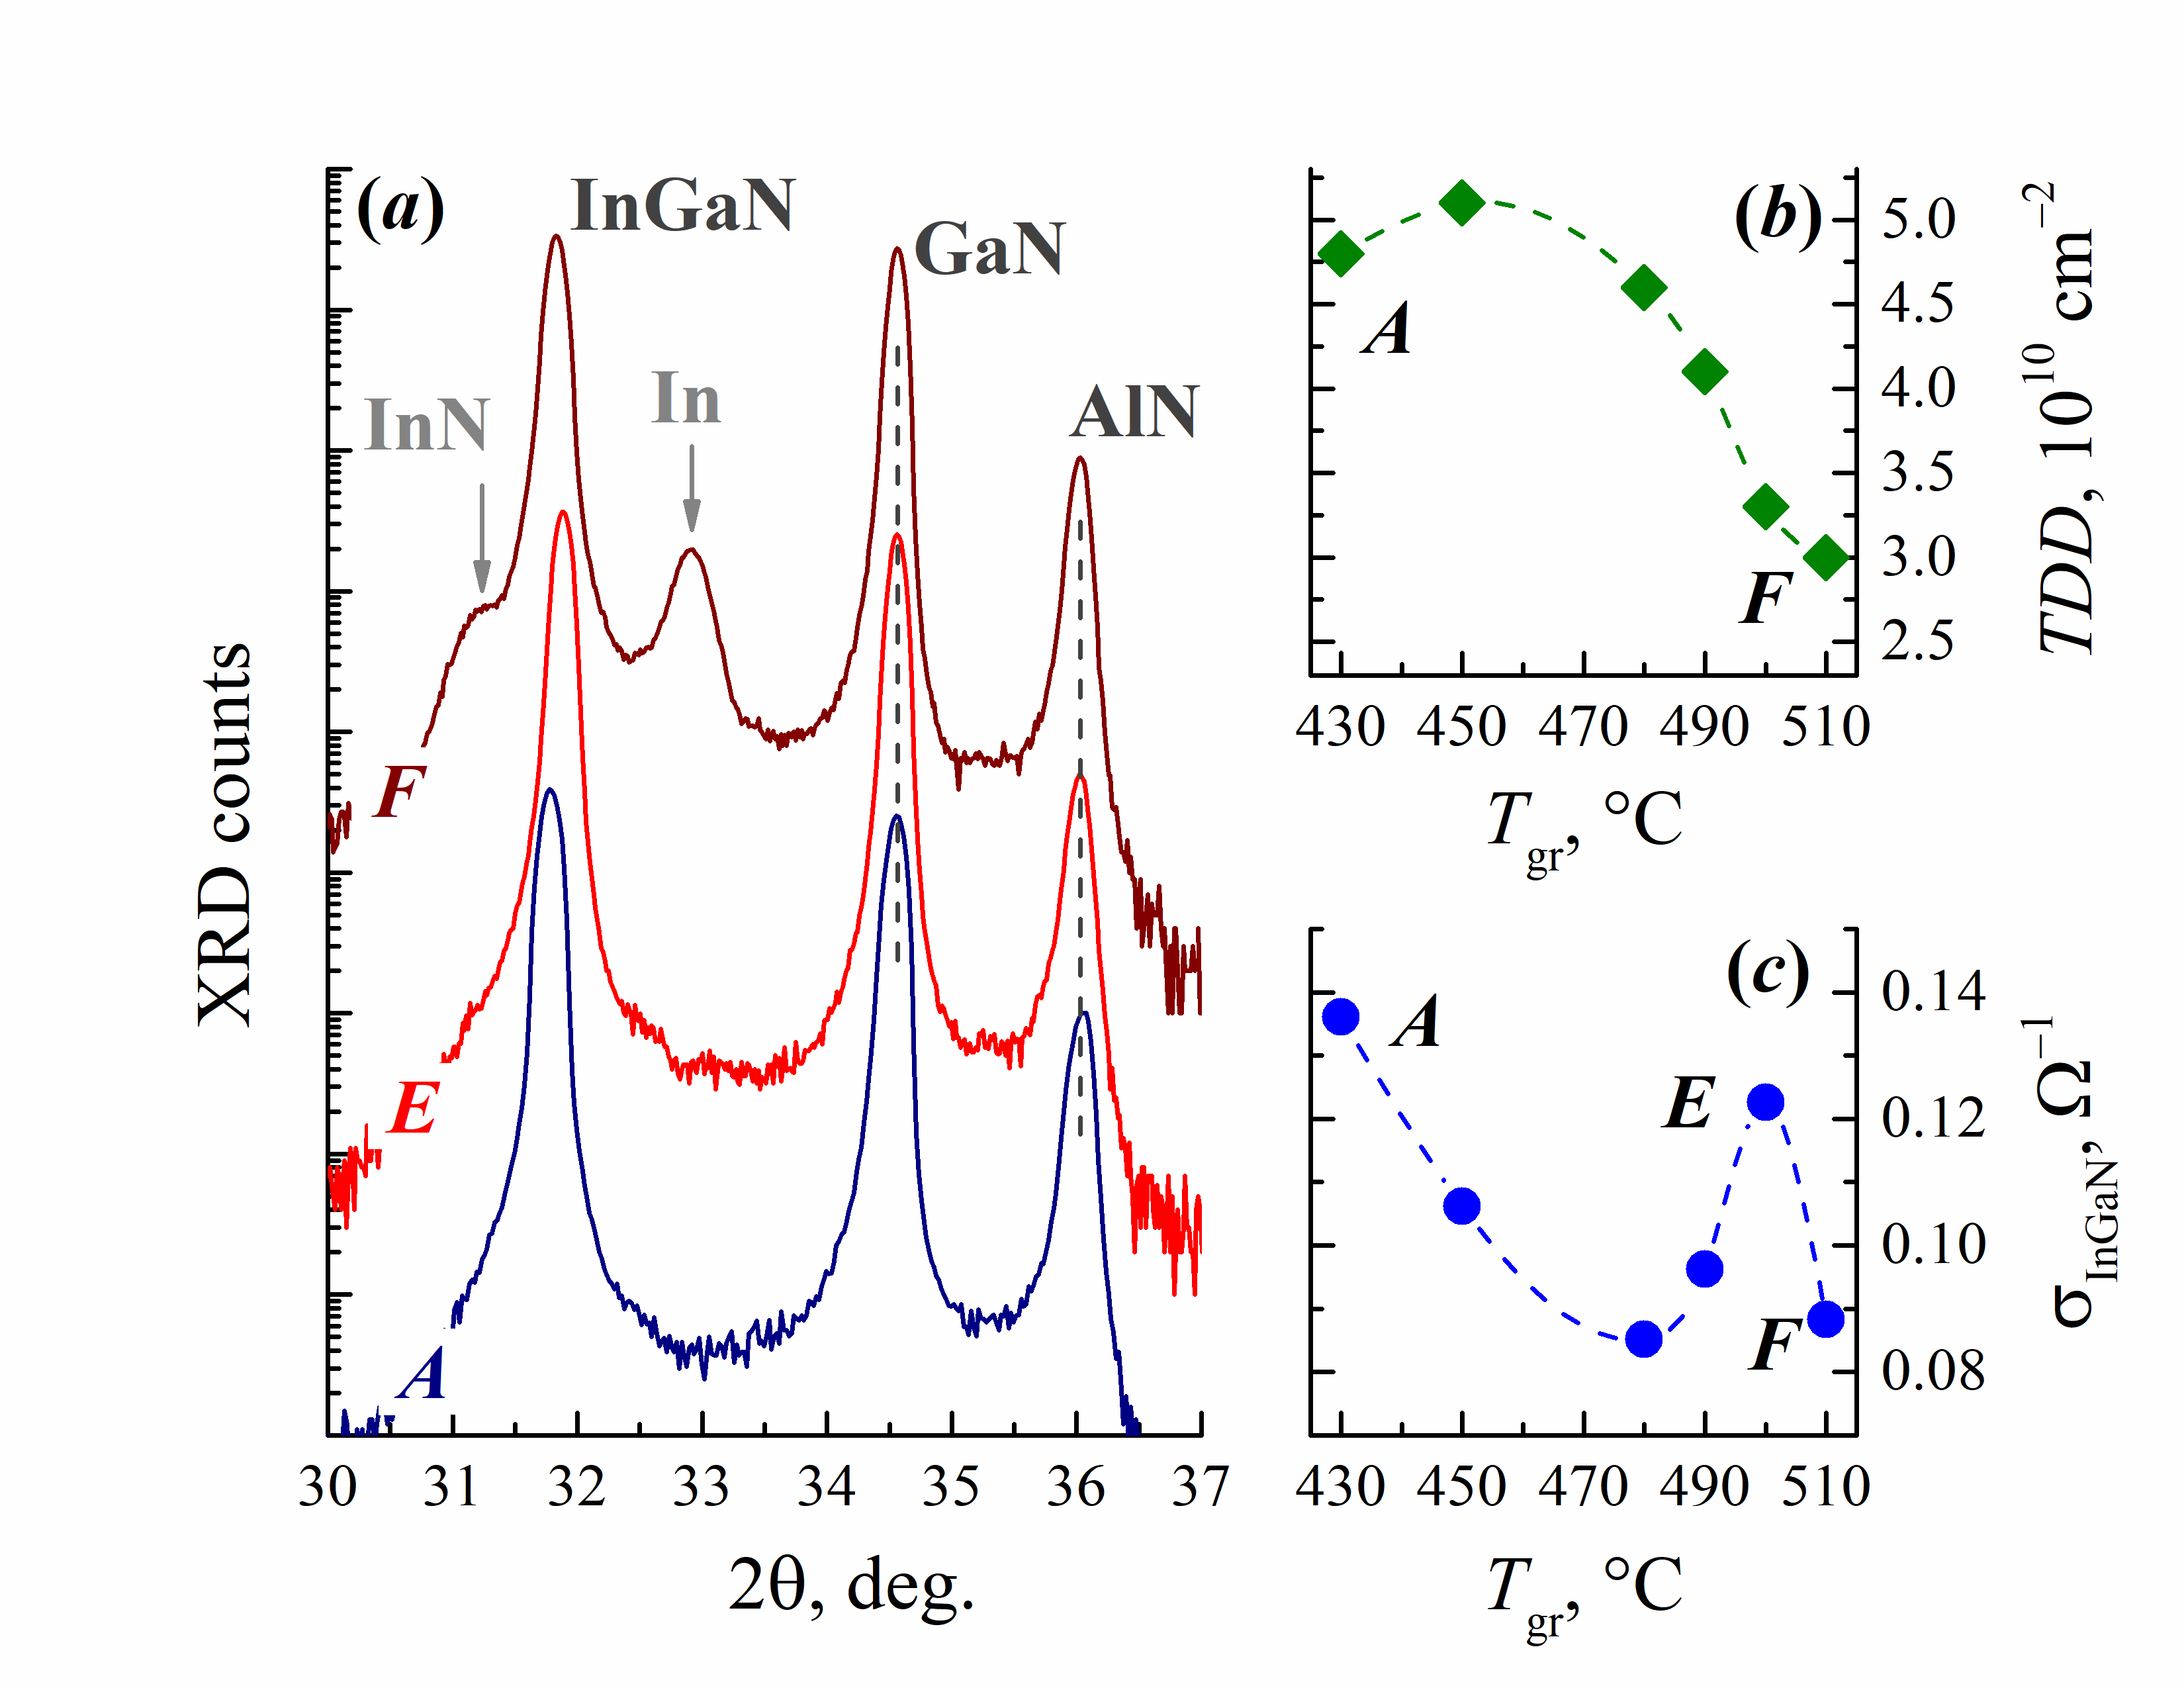 (a)
InGaN
GaN
InN
In
AlN
F
E
A
XRD counts
30 31 32 33 34 35 36 37
2θ, deg.
(b)
A
F
5.0
4.5
4.0
3.5
3.0
2.5
TDD, 10¹⁰ cm⁻²
430 450 470 490 510
T_gr, °C
(c)
A
E
F
0.14
0.12
0.10
0.08
σ_InGaN, Ω⁻¹
430 450 470 490 510
T_gr, °C